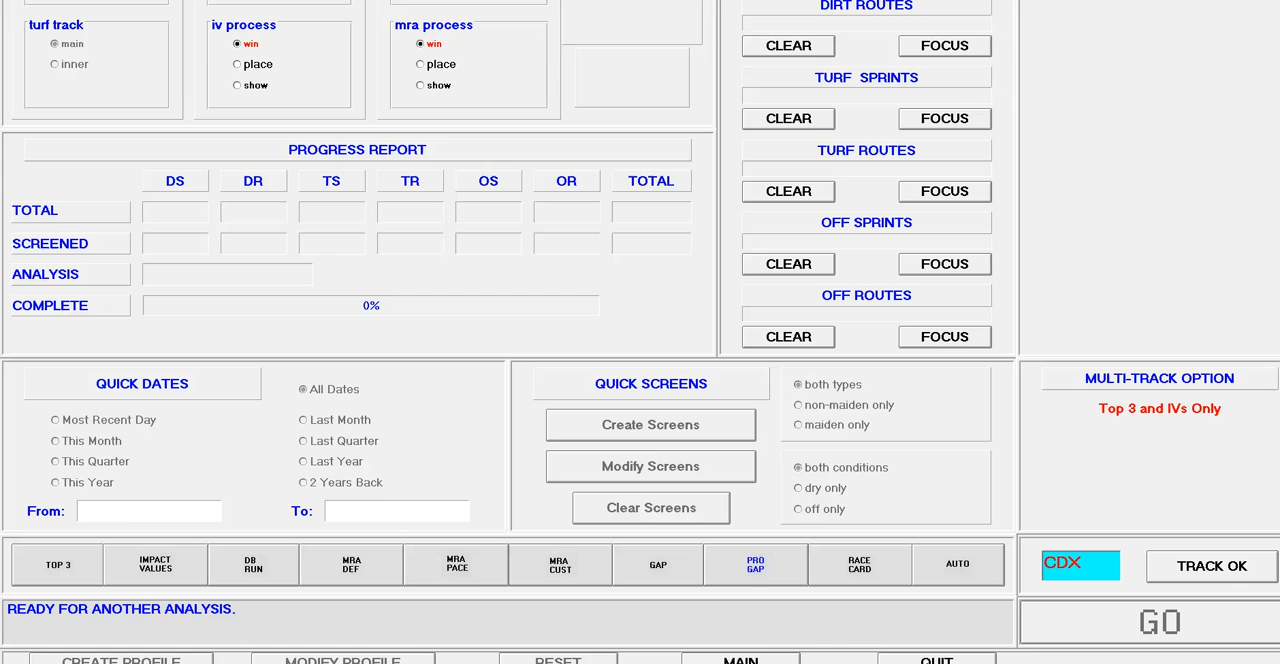 turf track
main
inner
iv process
win
place
show
mra process
win
place
show
DIRT ROUTES
CLEAR FOCUS
TURF SPRINTS
CLEAR FOCUS
TURF ROUTES
CLEAR FOCUS
OFF SPRINTS
CLEAR FOCUS
OFF ROUTES
CLEAR FOCUS
PROGRESS REPORT
DS DR TS TR OS OR TOTAL
TOTAL
SCREENED
ANALYSIS
COMPLETE 0%
QUICK DATES
All Dates
Most Recent Day Last Month
This Month Last Quarter
This Quarter Last Year
This Year 2 Years Back
From: To:
QUICK SCREENS
Create Screens
Modify Screens
Clear Screens
both types
non-maiden only
maiden only
both conditions
dry only
off only
MULTI-TRACK OPTION
Top 3 and IVs Only
TOP 3
IMPACT
VALUES
DB
RUN
MRA
DEF
MRA
PACE
MRA
CUST
GAP
PRO
GAP
RACE
CARD
AUTO
CDX TRACK OK
READY FOR ANOTHER ANALYSIS.
GO
CREATE PROFILE MODIFY PROFILE RESET MAIN QUIT